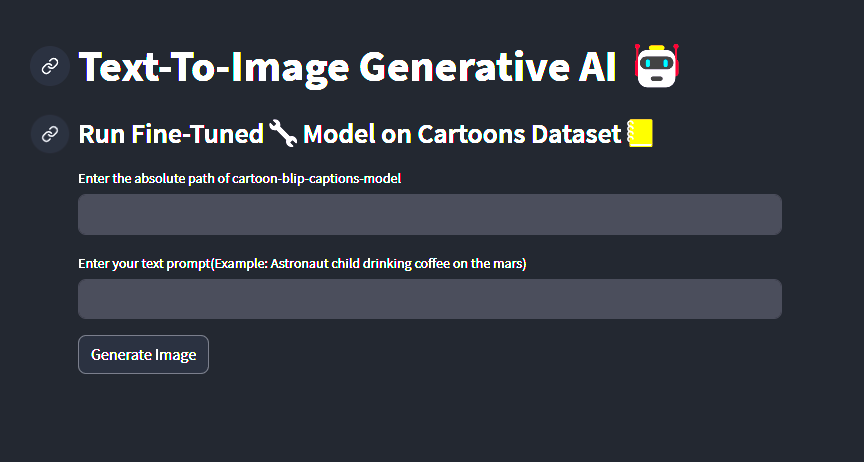 Text-To-Image Generative AI
Run Fine-Tuned Model on Cartoons Dataset
Enter the absolute path of cartoon-blip-captions-model
Enter your text prompt(Example: Astronaut child drinking coffee on the mars)
Generate Image